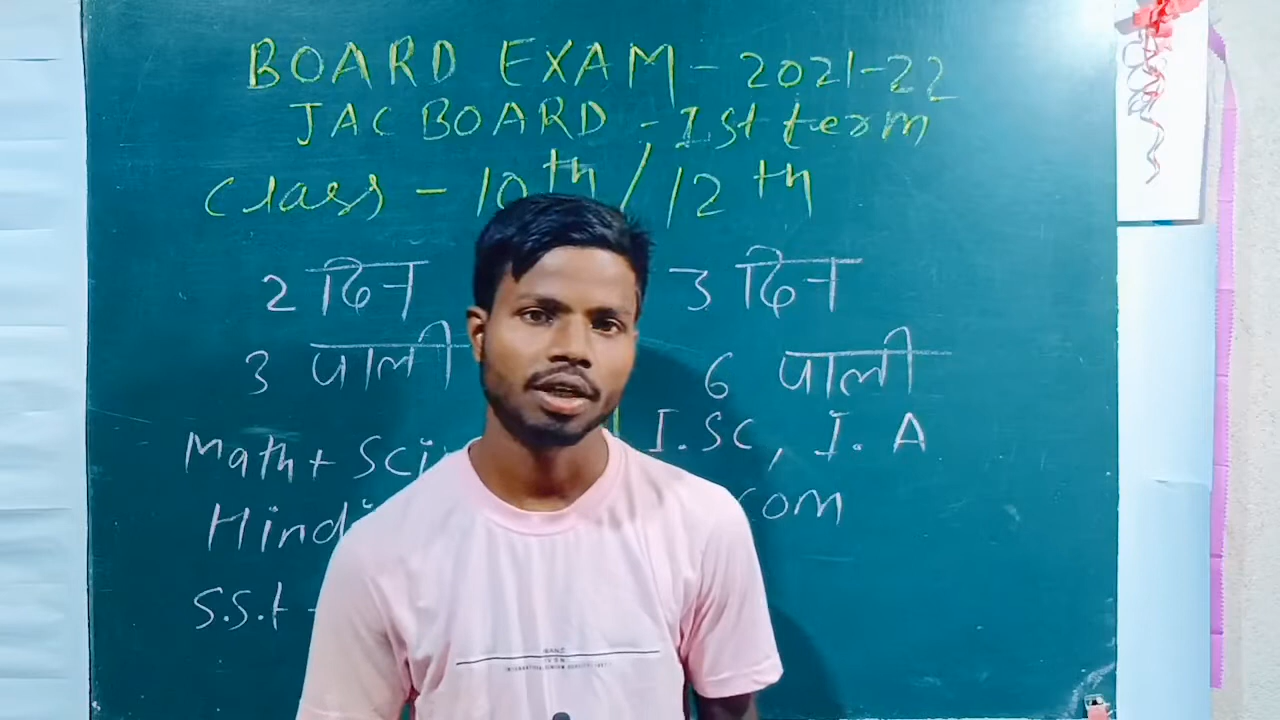 BOARD EXAM - 2021-22
JAC BOARD - Ist term
Class - 10th / 12th
2 दिन
3 पाली
Math + Sci
Hindi
S.S.t -
3 दिन
6 पाली
I.SC, I.A
com